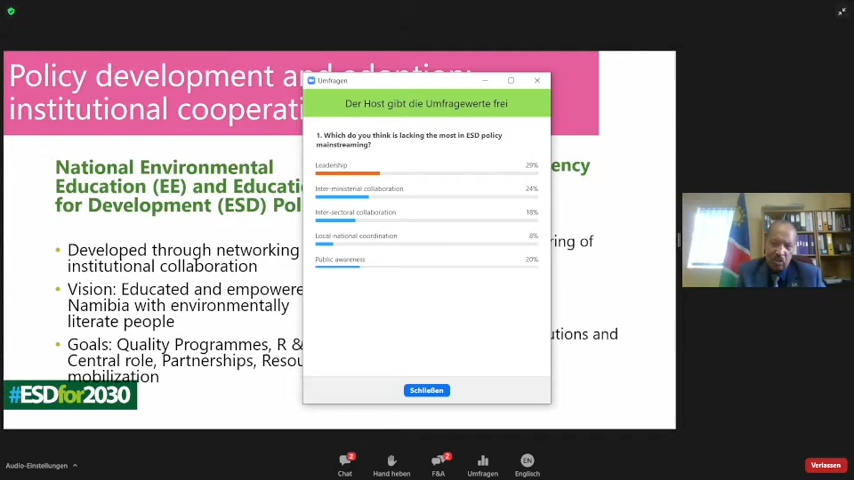 Policy development and adoption:
institutional cooperati
National Environmental
Education (EE) and Educatio
for Development (ESD) Pol
ency
• Developed through networking
institutional collaboration
ring of
• Vision: Educated and empowere
Namibia with environmentally
literate people
• Goals: Quality Programmes, R &
Central role, Partnerships, Resou
mobilization
utions and
#ESDfor2030
Umfragen
Der Host gibt die Umfragewerte frei
1. Which do you think is lacking the most in ESD policy
mainstreaming?
Leadership 29%
Inter-ministerial collaboration 24%
Inter-sectoral collaboration 18%
Local-national coordination 8%
Public awareness 20%
Schließen
Audio-Einstellungen
2
Chat
Hand heben
2
F&A
Umfragen
EN
Englisch
Verlassen